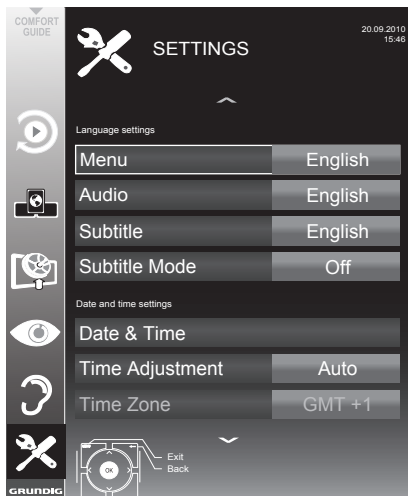 COMFORT
GUIDE
SETTINGS
20.09.2010
15:46
Language settings
Menu English
Audio English
Subtitle English
Subtitle Mode Off
Date and time settings
Date & Time
Time Adjustment Auto
Time Zone GMT +1
Exit
Back
OK
GRUNDIG